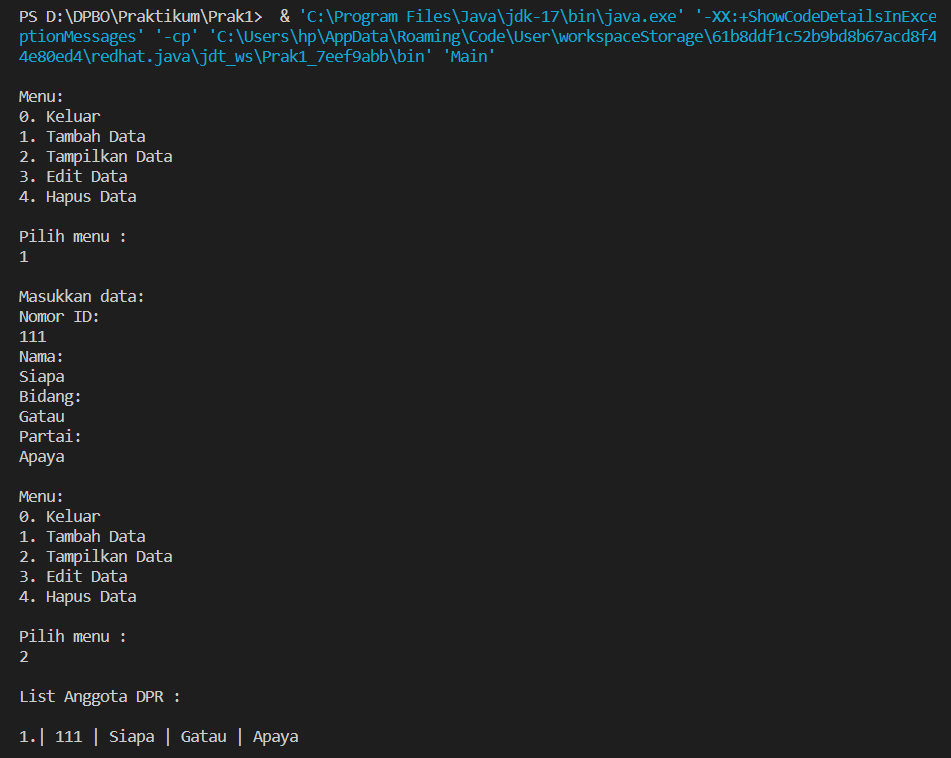 PS D:\DPBO\Praktikum\Prak1>  & 'C:\Program Files\Java\jdk-17\bin\java.exe' '-XX:+ShowCodeDetailsInExce
ptionMessages' '-cp' 'C:\Users\hp\AppData\Roaming\Code\User\workspaceStorage\61b8ddf1c52b9bd8b67acd8f4
4e80ed4\redhat.java\jdt_ws\Prak1_7eef9abb\bin' 'Main'
Menu:
0. Keluar
1. Tambah Data
2. Tampilkan Data
3. Edit Data
4. Hapus Data
Pilih menu :
1
Masukkan data:
Nomor ID:
111
Nama:
Siapa
Bidang:
Gatau
Partai:
Apaya
Menu:
0. Keluar
1. Tambah Data
2. Tampilkan Data
3. Edit Data
4. Hapus Data
Pilih menu :
2
List Anggota DPR :
1.| 111 | Siapa | Gatau | Apaya